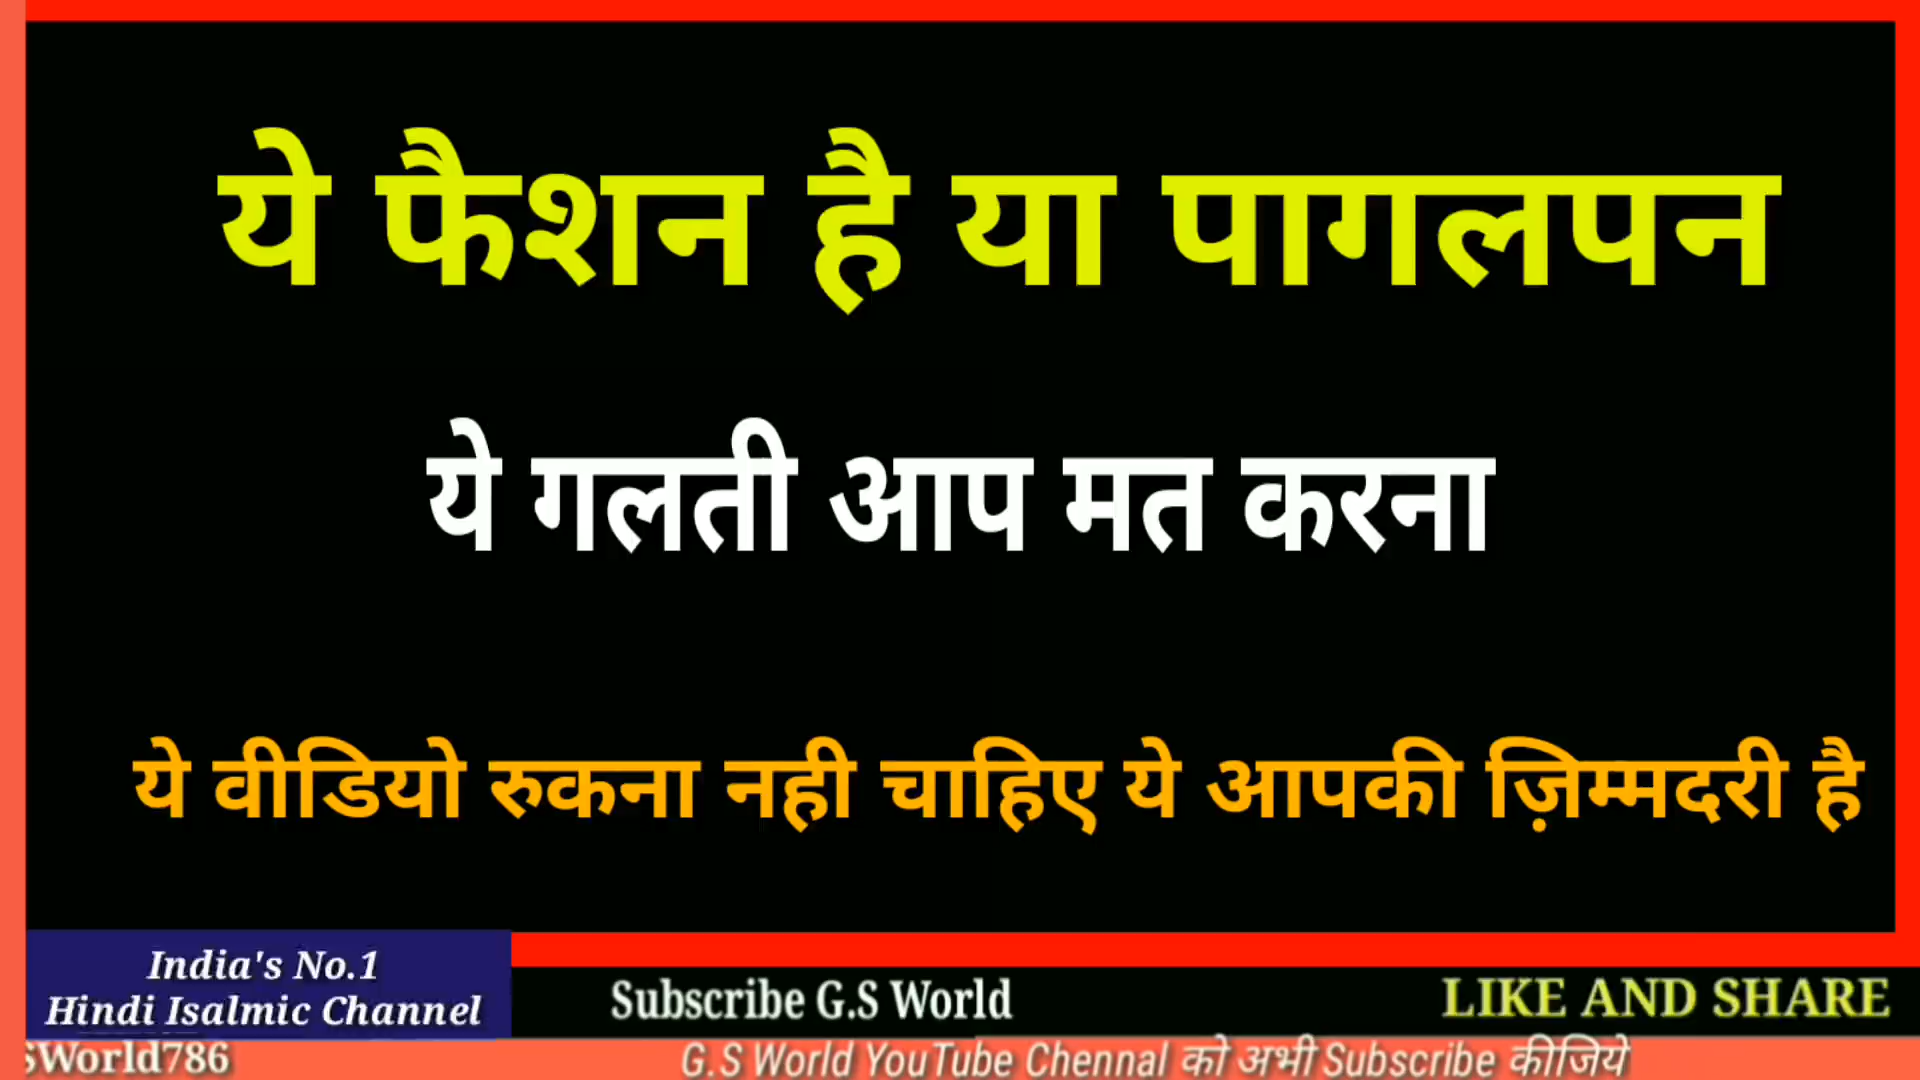 ये फैशन है या पागलपन
ये गलती आप मत करना
ये वीडियो रुकना नही चाहिए ये आपकी ज़िम्मदरी है
India's No.1
Hindi Isalmic Channel
Subscribe G.S World
LIKE AND SHARE
SWorld786
G.S World YouTube Chennal को अभी Subscribe कीजिये